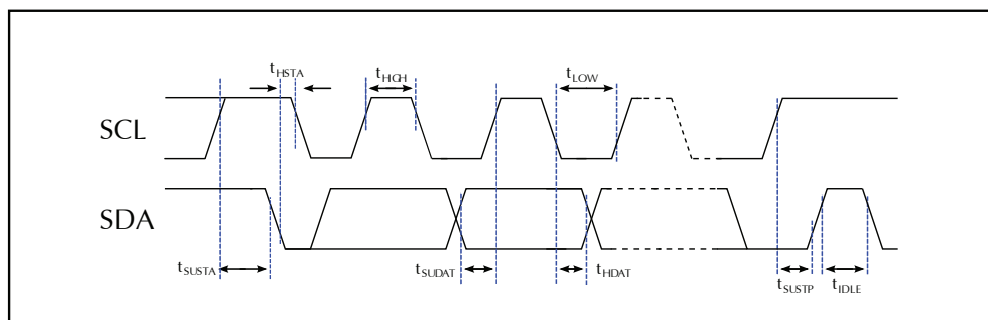 tHSTA tHIGH tLOW
SCL
SDA
tSUSTA tSUDAT tHDAT tSUSTP tIDLE